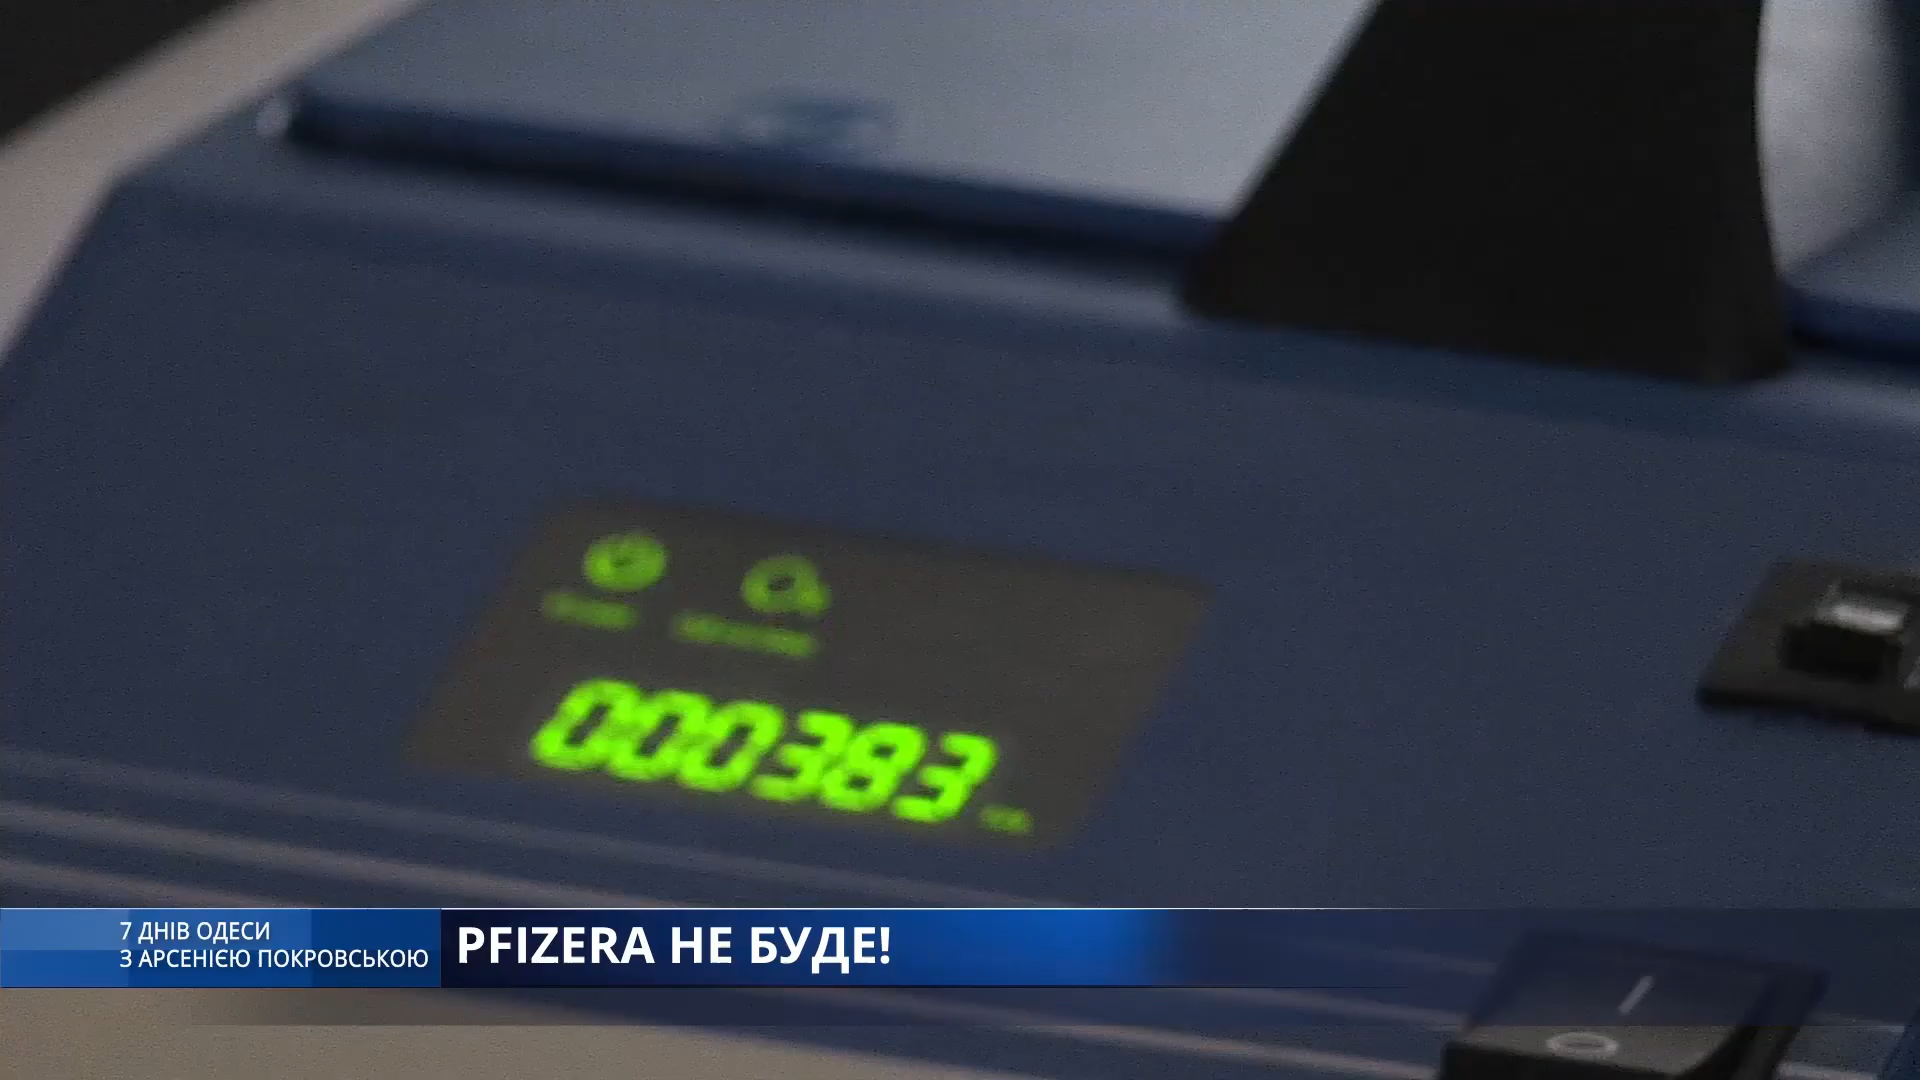 000383
7 ДНІВ ОДЕСИ
З АРСЕНІЄЮ ПОКРОВСЬКОЮ
PFIZERA НЕ БУДЕ!